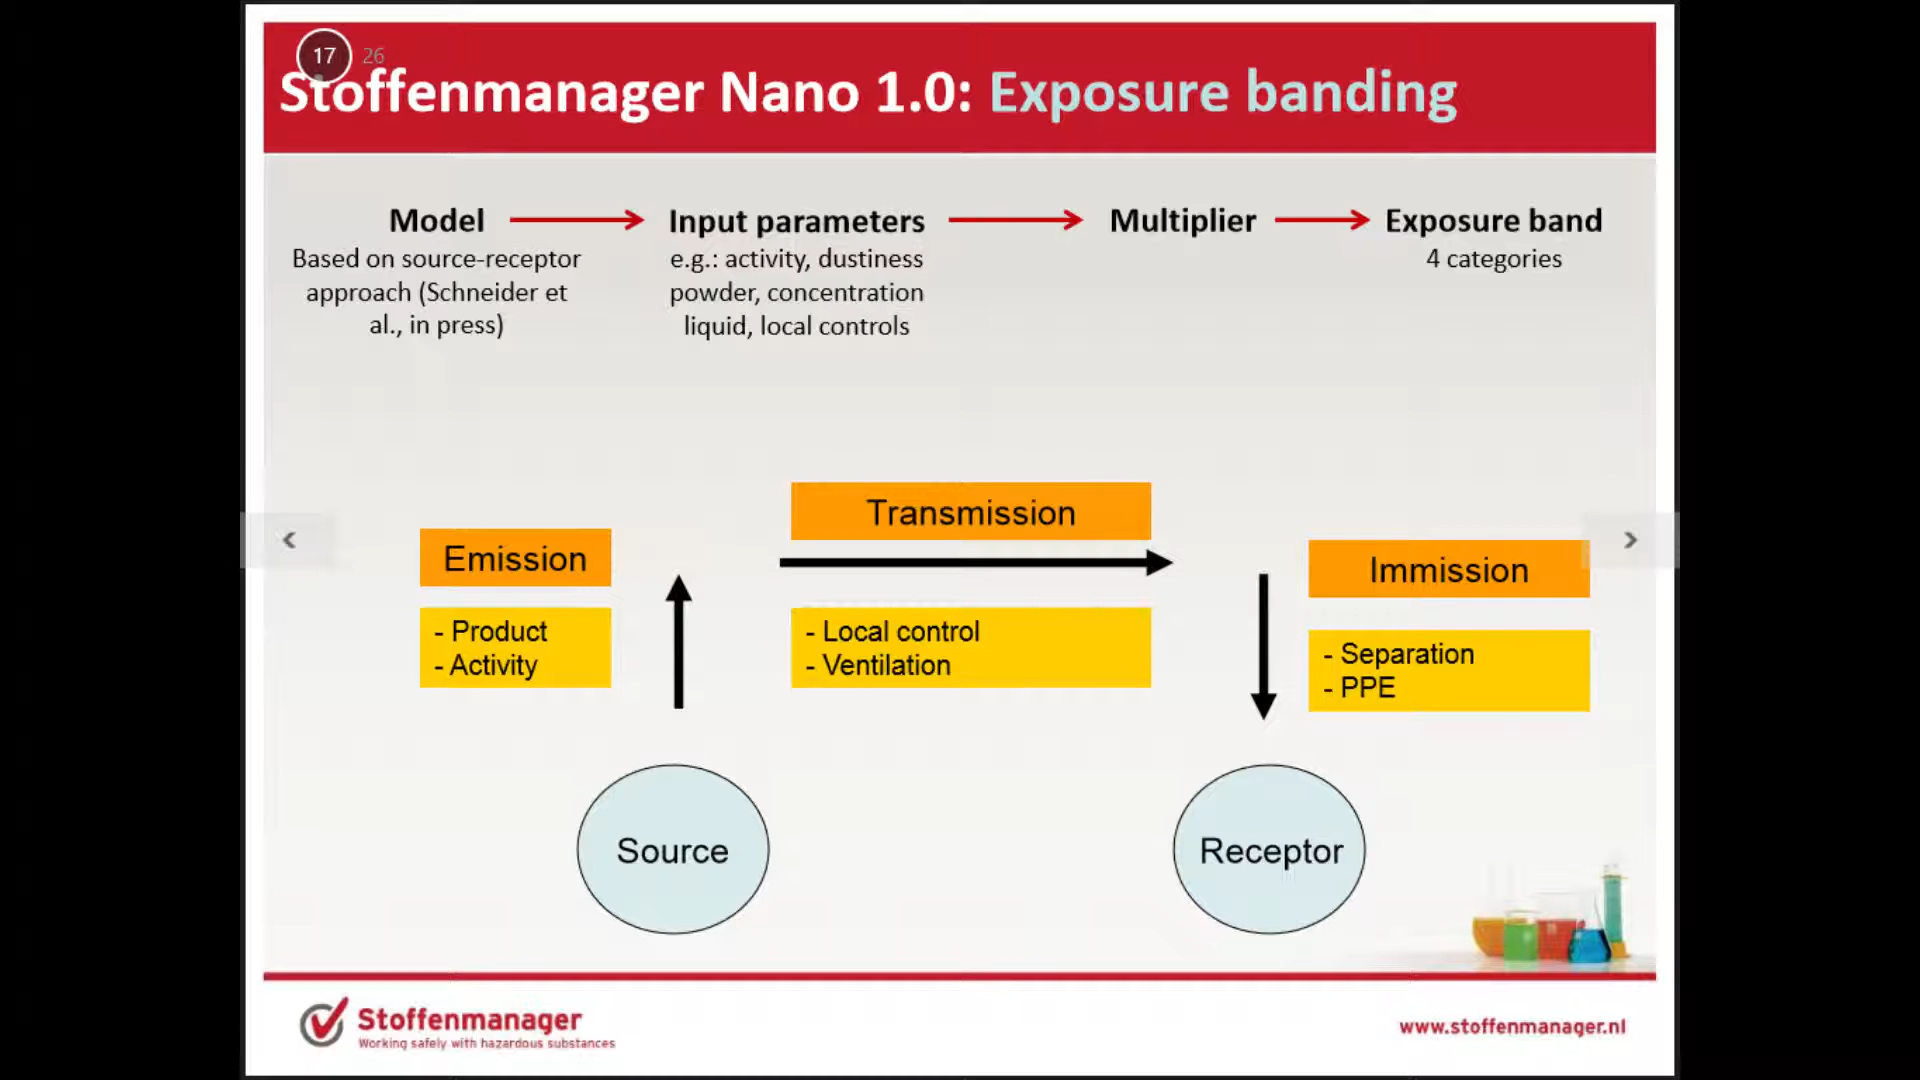 17 26
Stoffenmanager Nano 1.0: Exposure banding
Model
Based on source-receptor
approach (Schneider et
al., in press)
Input parameters
e.g.: activity, dustiness
powder, concentration
liquid, local controls
Multiplier
Exposure band
4 categories
Emission
- Product
- Activity
Transmission
- Local control
- Ventilation
Immission
- Separation
- PPE
Source
Receptor
Stoffenmanager
Working safely with hazardous substances
www.stoffenmanager.nl